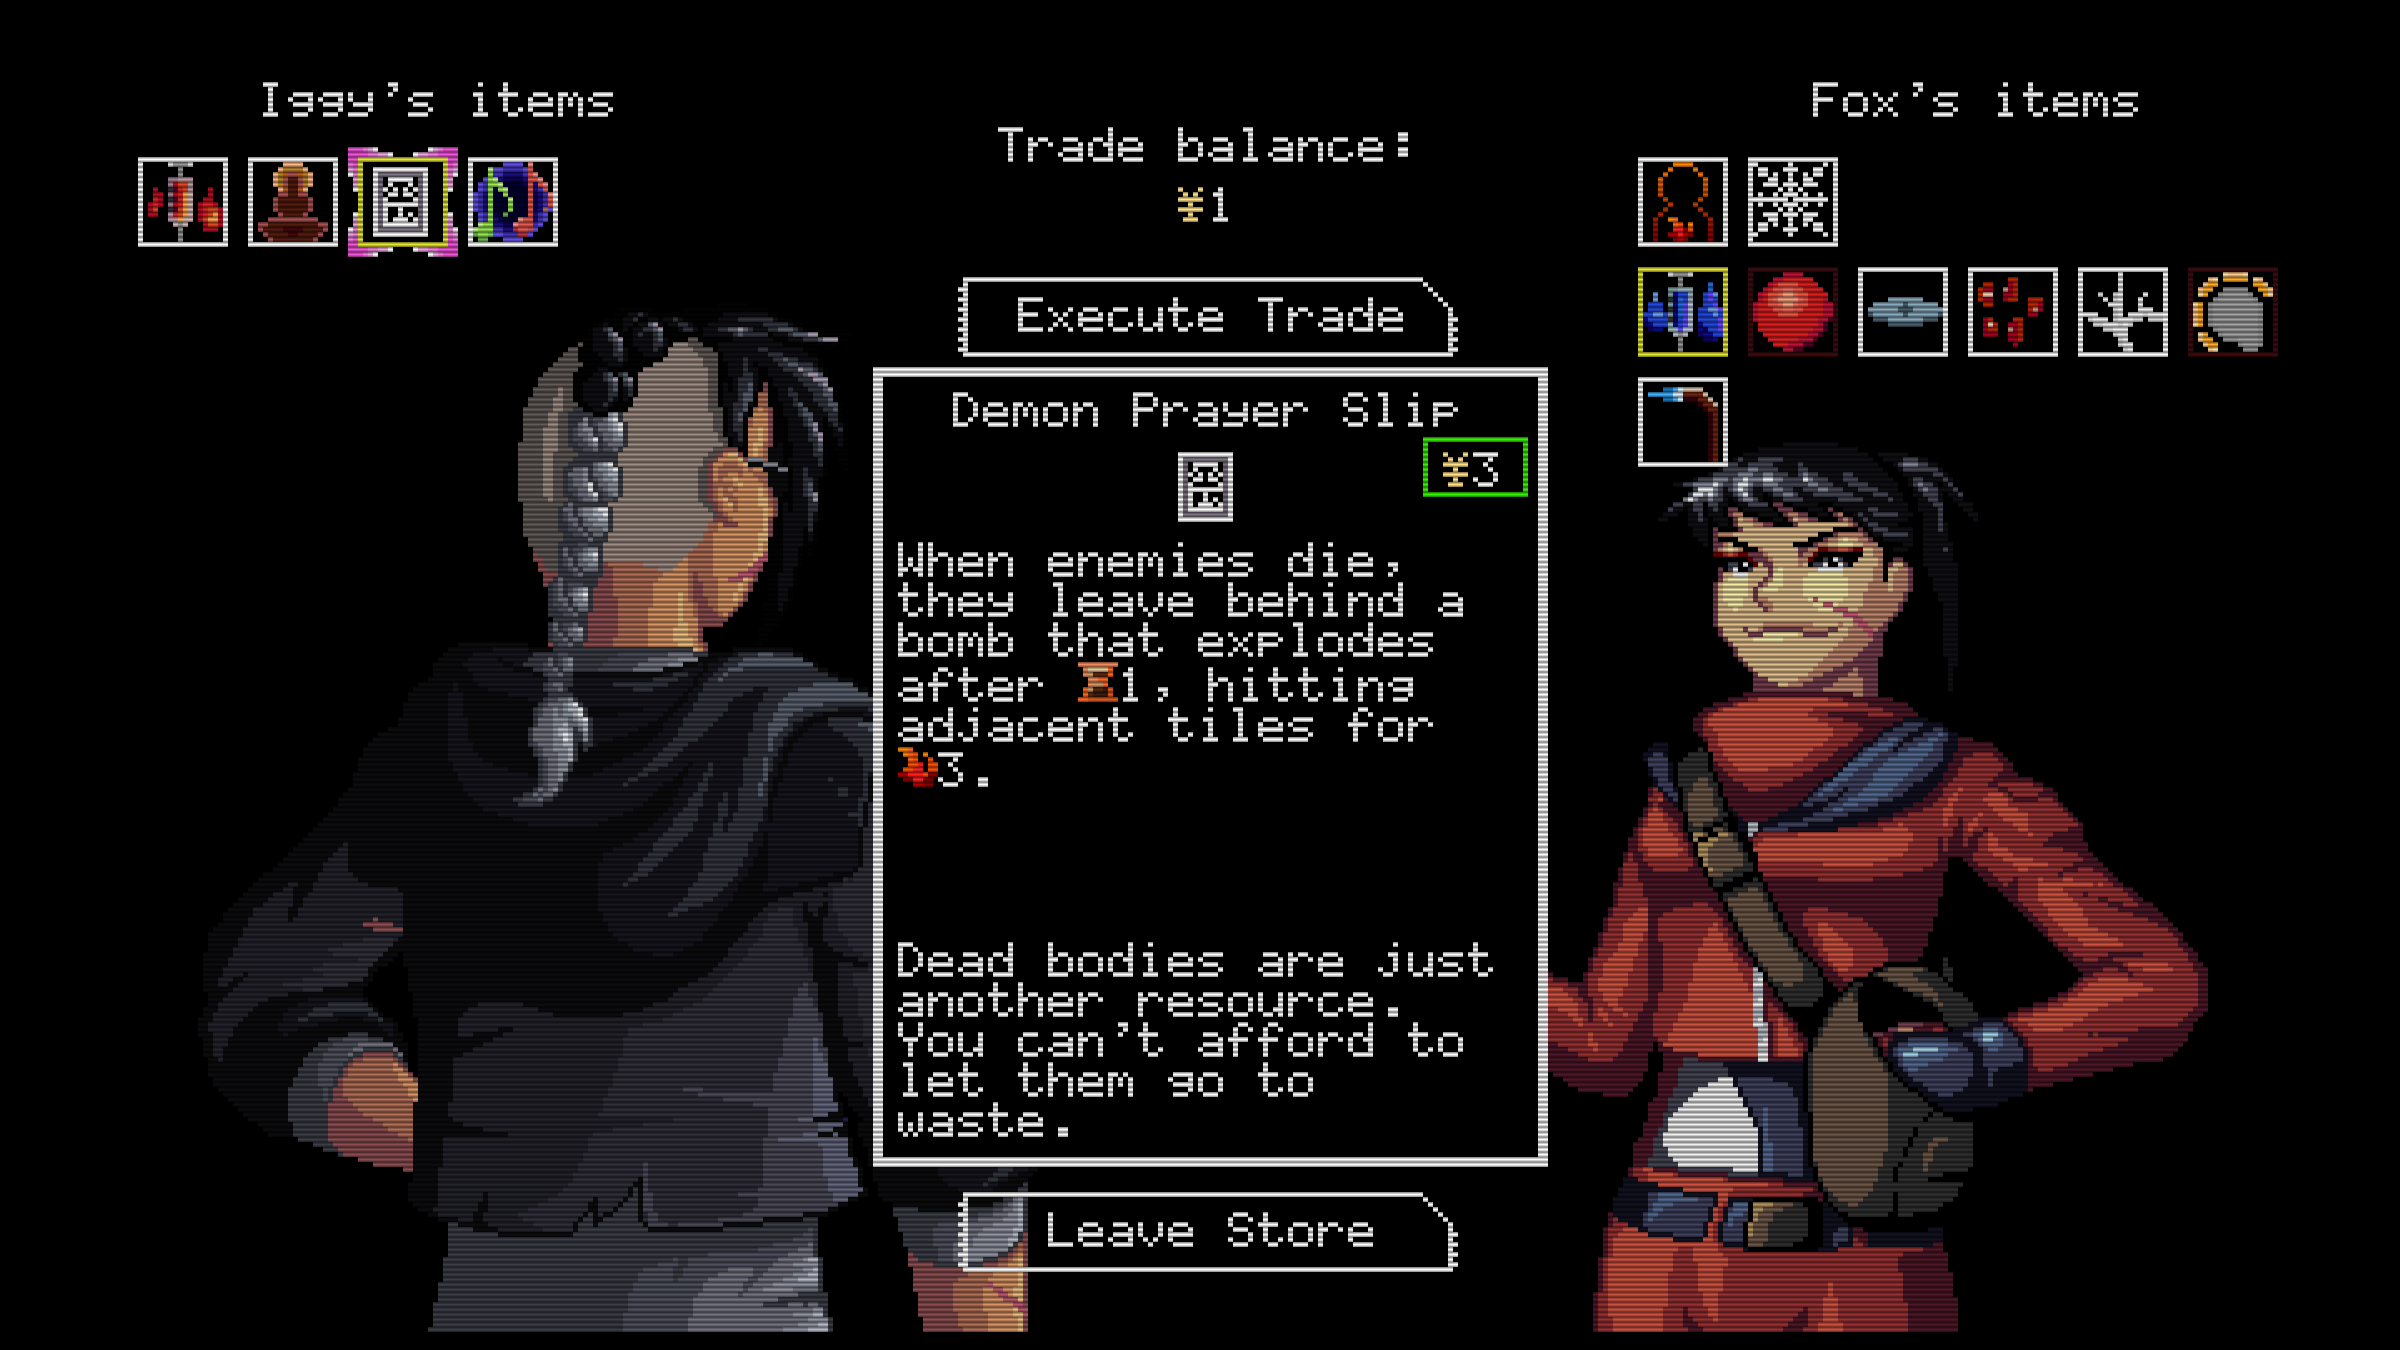 Iggy's items
Fox's items
Trade balance:
¥1
Execute Trade
Demon Prayer Slip
¥3
When enemies die,
they leave behind a
bomb that explodes
after 1, hitting
adjacent tiles for
3.
Dead bodies are just
another resource.
You can't afford to
let them go to
waste.
Leave Store